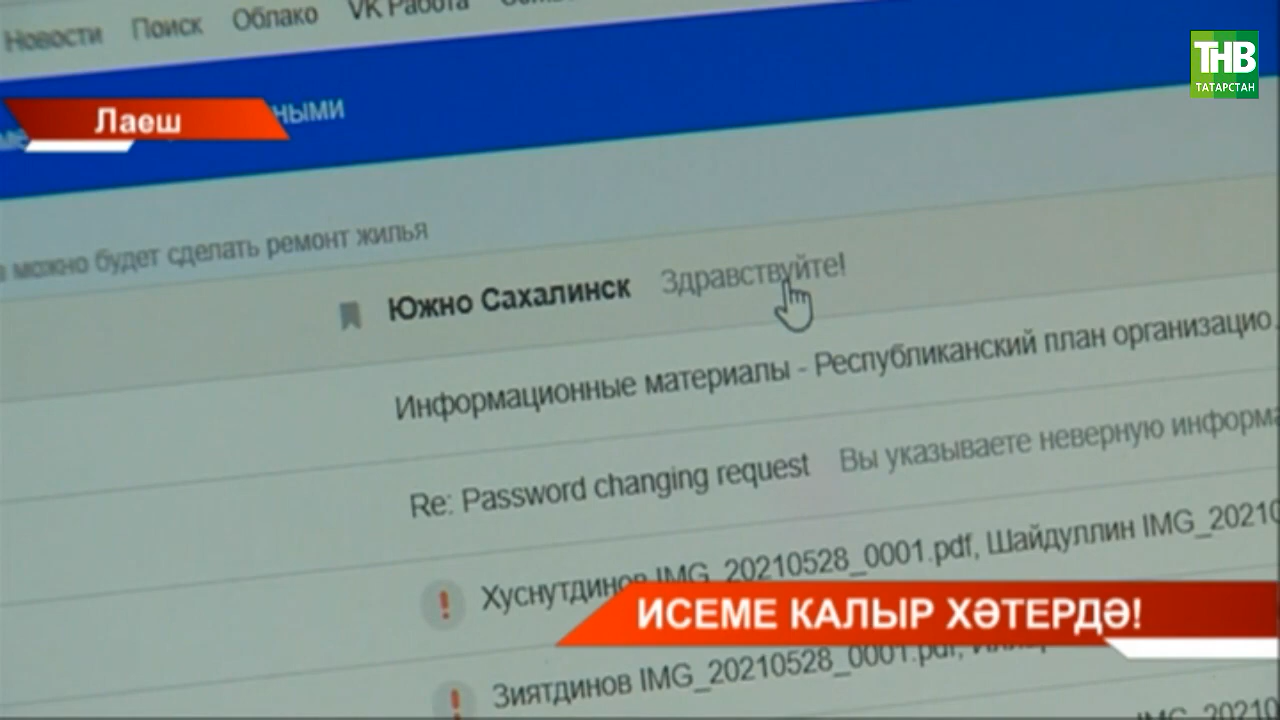 Новости Поиск Облако VK Работа
ТНВ
ТАТАРСТАН
Лаеш
ными
можно будет сделать ремонт жилья
Южно Сахалинск Здравствуйте!
Информационные материалы - Республиканский план организацио
Re: Password changing request Вы указываете неверную информа
! Хуснутдинов IMG_20210528_0001.pdf, Шайдуллин IMG_20210
ИСЕМЕ КАЛЫР ХӘТЕРДӘ!
! Зиятдинов IMG_20210528_0001.pdf,
IMG_20210